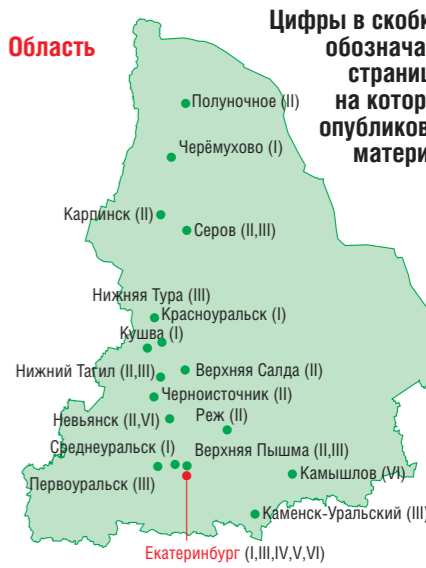 Область
Цифры в скобк
обознача
страниц
на котор
опубликов
матери
Полуночное (II)
Черёмухово (I)
Карпинск (II)
Серов (II,III)
Нижняя Тура (III)
Красноуральск (I)
Кушва (I)
Нижний Тагил (II,III)
Верхняя Салда (II)
Черноисточник (II)
Невьянск (II,VI)
Реж (II)
Среднеуральск (I)
Верхняя Пышма (II,III)
Первоуральск (III)
Камышлов (VI)
Каменск-Уральский (III)
Екатеринбург (I,III,IV,V,VI)